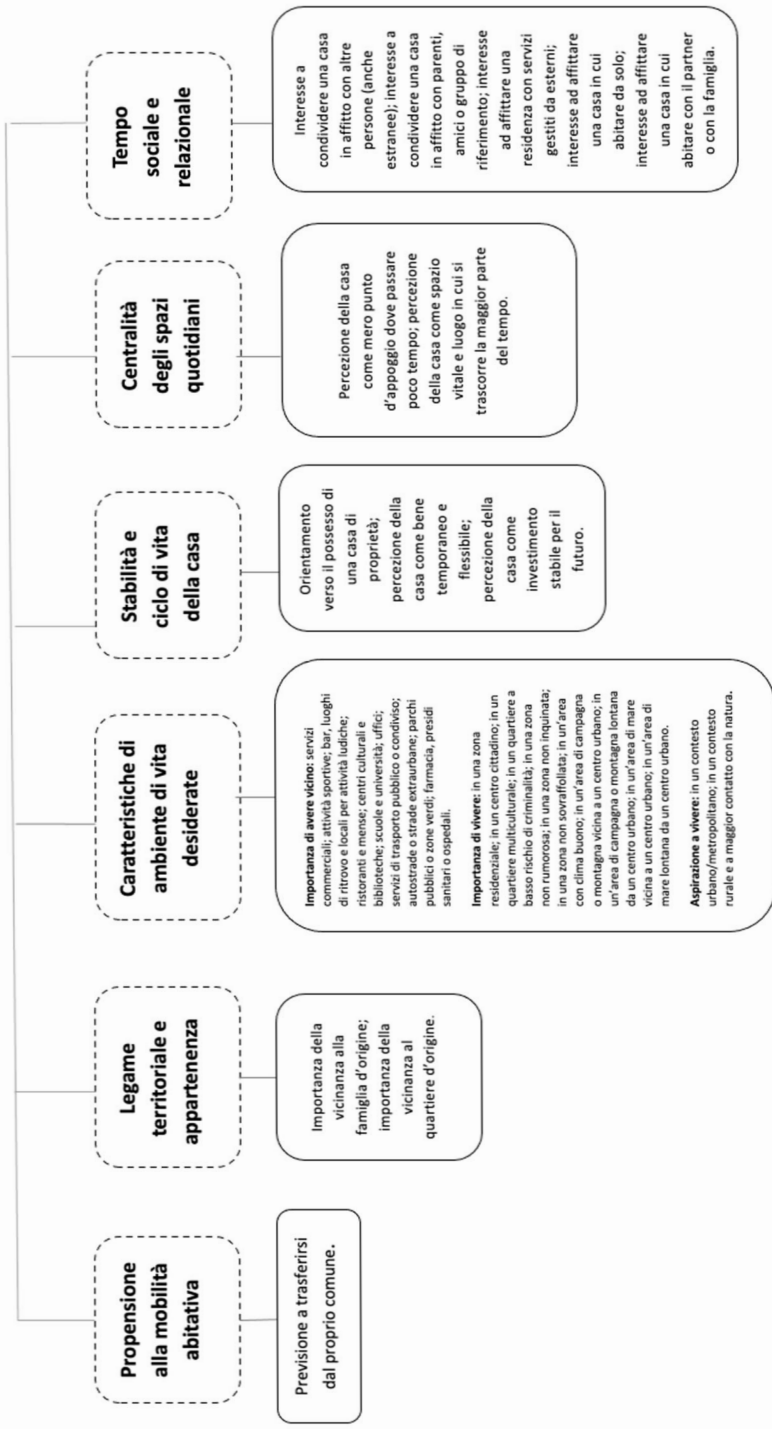 Propensione
alla mobilità
abitativa
Previsione a trasferirsi
dal proprio comune.
Legame
territoriale e
appartenenza
Importanza della
vicinanza alla
famiglia d'origine;
importanza della
vicinanza al
quartiere d'origine.
Caratteristiche di
ambiente di vita
desiderate
Importanza di avere vicino: servizi
commerciali; attività sportive; bar, luoghi
di ritrovo e locali per attività ludiche;
ristoranti e mense; centri culturali e
biblioteche; scuole e università; uffici;
servizi di trasporto pubblico o condiviso;
autostrade o strade extraurbane; parchi
pubblici o zone verdi; farmacia, presidi
sanitari o ospedali.
Importanza di vivere: in una zona
residenziale; in un centro cittadino; in un
quartiere multiculturale; in un quartiere a
basso rischio di criminalità; in una zona
non rumorosa; in una zona non inquinata;
in una zona non sovraffollata; in un'area
con clima buono; in un'area di campagna
o montagna vicina a un centro urbano; in
un'area di campagna o montagna lontana
da un centro urbano; in un'area di mare
vicina a un centro urbano; in un'area di
mare lontana da un centro urbano.
Aspirazione a vivere: in un contesto
urbano/metropolitano; in un contesto
rurale e a maggior contatto con la natura.
Stabilità e
ciclo di vita
della casa
Orientamento
verso il possesso di
una casa di
proprietà;
percezione della
casa come bene
temporaneo e
flessibile;
percezione della
casa come
investimento
stabile per il
futuro.
Centralità
degli spazi
quotidiani
Percezione della casa
come mero punto
d'appoggio dove passare
poco tempo; percezione
della casa come spazio
vitale e luogo in cui si
trascorre la maggior parte
del tempo.
Tempo
sociale e
relazionale
Interesse a
condividere una casa
in affitto con altre
persone (anche
estranee); interesse a
condividere una casa
in affitto con parenti,
amici o gruppo di
riferimento; interesse
ad affittare una
residenza con servizi
gestiti da esterni;
interesse ad affittare
una casa in cui
abitare da solo;
interesse ad affittare
una casa in cui
abitare con il partner
o con la famiglia.